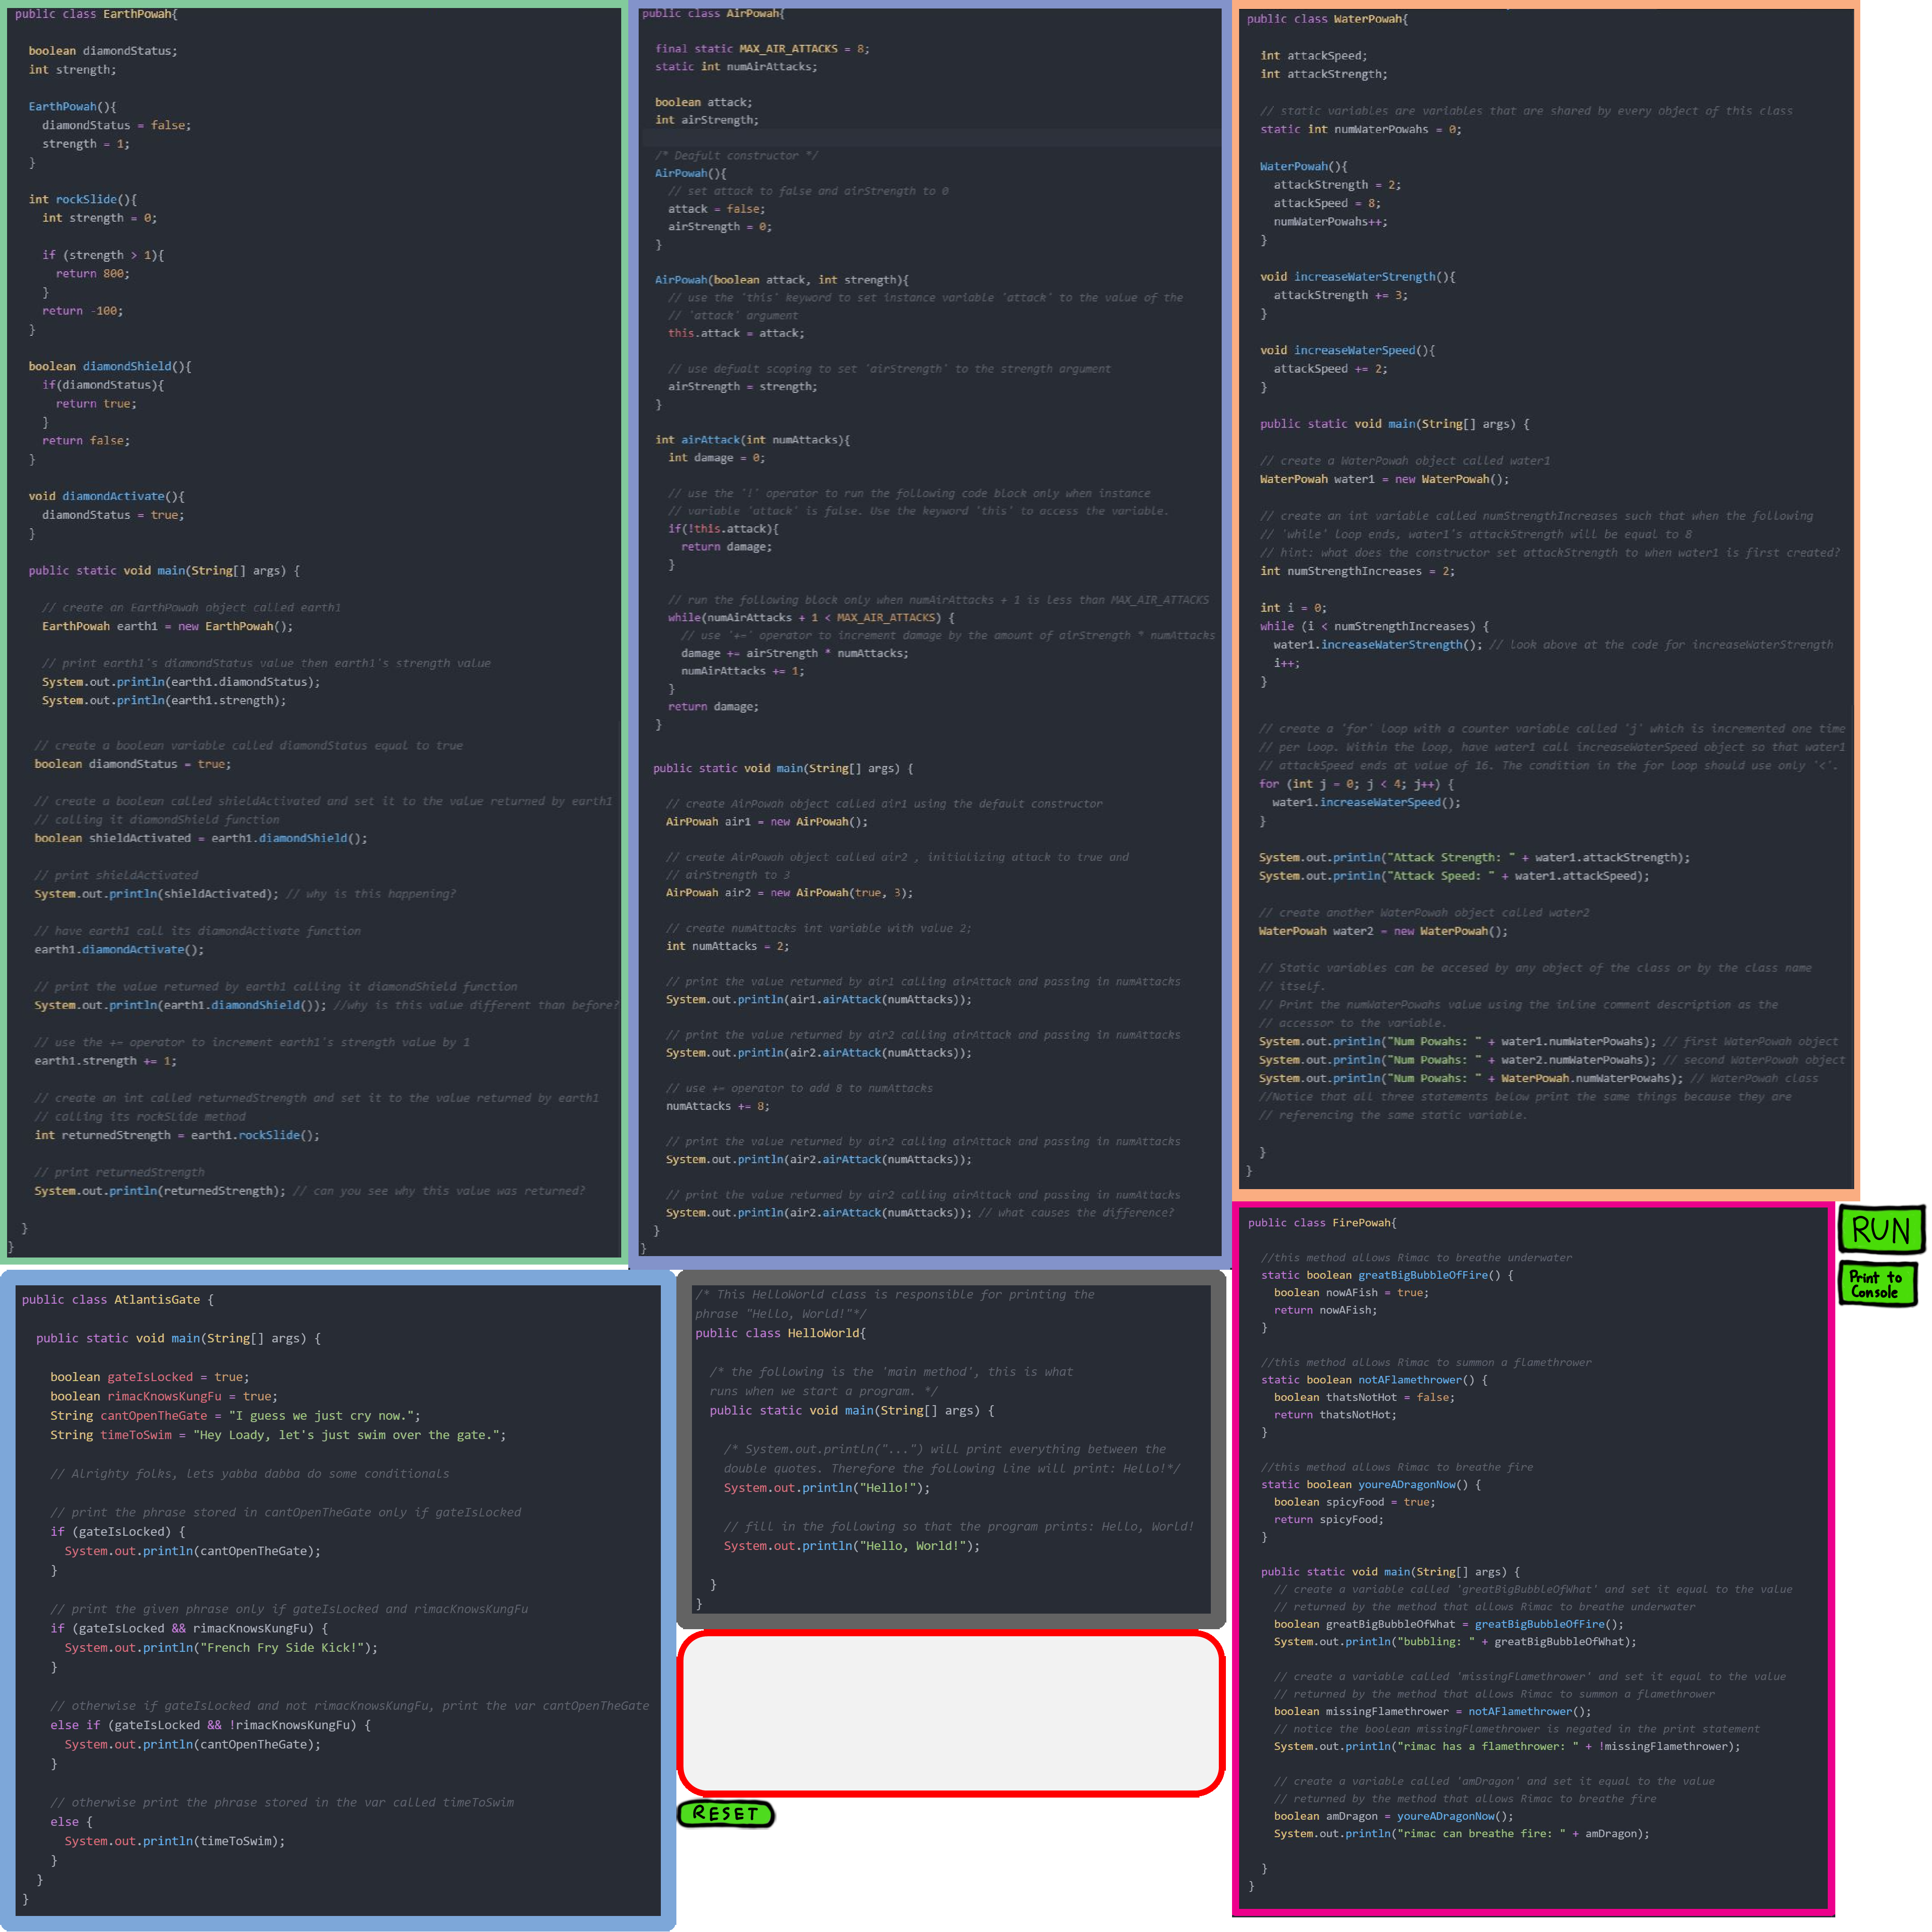 public class EarthPowah{
boolean diamondStatus;
int strength;
EarthPowah(){
diamondStatus = false;
strength = 1;
}
int rockSlide(){
int strength = 0;
if (strength > 1){
return 800;
}
return -100;
}
boolean diamondShield(){
if(diamondStatus){
return true;
}
return false;
}
void diamondActivate(){
diamondStatus = true;
}
public static void main(String[] args) {
// create an EarthPowah object called earth1
EarthPowah earth1 = new EarthPowah();
// print earth1's diamondStatus value then earth1's strength value
System.out.println(earth1.diamondStatus);
System.out.println(earth1.strength);
// create a boolean variable called diamondStatus equal to true
boolean diamondStatus = true;
// create a boolean called shieldActivated and set it to the value returned by earth1
// calling it diamondShield function
boolean shieldActivated = earth1.diamondShield();
// print shieldActivated
System.out.println(shieldActivated); // why is this happening?
// have earth1 call its diamondActivate function
earth1.diamondActivate();
// print the value returned by earth1 calling it diamondShield function
System.out.println(earth1.diamondShield()); //why is this value different than before?
// use the += operator to increment earth1's strength value by 1
earth1.strength += 1;
// create an int called returnedStrength and set it to the value returned by earth1
// calling its rockSlide method
int returnedStrength = earth1.rockSlide();
// print returnedStrength
System.out.println(returnedStrength); // can you see why this value was returned?
}
}
public class AirPowah{
final static MAX_AIR_ATTACKS = 8;
static int numAirAttacks;
boolean attack;
int airStrength;
/* Deafult constructor */
AirPowah(){
// set attack to false and airStrength to 0
attack = false;
airStrength = 0;
}
AirPowah(boolean attack, int strength){
// use the 'this' keyword to set instance variable 'attack' to the value of the
// 'attack' argument
this.attack = attack;
// use defualt scoping to set 'airStrength' to the strength argument
airStrength = strength;
}
int airAttack(int numAttacks){
int damage = 0;
// use the '!' operator to run the following code block only when instance
// variable 'attack' is false. Use the keyword 'this' to access the variable.
if(!this.attack){
return damage;
}
// run the following block only when numAirAttacks + 1 is less than MAX_AIR_ATTACKS
while(numAirAttacks + 1 < MAX_AIR_ATTACKS) {
// use '+=' operator to increment damage by the amount of airStrength * numAttacks
damage += airStrength * numAttacks;
numAirAttacks += 1;
}
return damage;
}
public static void main(String[] args) {
// create AirPowah object called air1 using the default constructor
AirPowah air1 = new AirPowah();
// create AirPowah object called air2 , initializing attack to true and
// airStrength to 3
AirPowah air2 = new AirPowah(true, 3);
// create numAttacks int variable with value 2;
int numAttacks = 2;
// print the value returned by air1 calling airAttack and passing in numAttacks
System.out.println(air1.airAttack(numAttacks));
// print the value returned by air2 calling airAttack and passing in numAttacks
System.out.println(air2.airAttack(numAttacks));
// use += operator to add 8 to numAttacks
numAttacks += 8;
// print the value returned by air2 calling airAttack and passing in numAttacks
System.out.println(air2.airAttack(numAttacks));
// print the value returned by air2 calling airAttack and passing in numAttacks
System.out.println(air2.airAttack(numAttacks)); // what causes the difference?
}
}
public class WaterPowah{
int attackSpeed;
int attackStrength;
// static variables are variables that are shared by every object of this class
static int numWaterPowahs = 0;
WaterPowah(){
attackStrength = 2;
attackSpeed = 8;
numWaterPowahs++;
}
void increaseWaterStrength(){
attackStrength += 3;
}
void increaseWaterSpeed(){
attackSpeed += 2;
}
public static void main(String[] args) {
// create a WaterPowah object called water1
WaterPowah water1 = new WaterPowah();
// create an int variable called numStrengthIncreases such that when the following
// 'while' loop ends, water1's attackStrength will be equal to 8
// hint: what does the constructor set attackStrength to when water1 is first created?
int numStrengthIncreases = 2;
int i = 0;
while (i < numStrengthIncreases) {
water1.increaseWaterStrength(); // look above at the code for increaseWaterStrength
i++;
}
// create a 'for' loop with a counter variable called 'j' which is incremented one time
// per loop. Within the loop, have water1 call increaseWaterSpeed object so that water1
// attackSpeed ends at value of 16. The condition in the for loop should use only '<'.
for (int j = 0; j < 4; j++) {
water1.increaseWaterSpeed();
}
System.out.println("Attack Strength: " + water1.attackStrength);
System.out.println("Attack Speed: " + water1.attackSpeed);
// create another WaterPowah object called water2
WaterPowah water2 = new WaterPowah();
// Static variables can be accesed by any object of the class or by the class name
// itself.
// Print the numWaterPowahs value using the inline comment description as the
// accessor to the variable.
System.out.println("Num Powahs: " + water1.numWaterPowahs); // first WaterPowah object
System.out.println("Num Powahs: " + water2.numWaterPowahs); // second WaterPowah object
System.out.println("Num Powahs: " + WaterPowah.numWaterPowahs); // WaterPowah class
//Notice that all three statements below print the same things because they are
// referencing the same static variable.
}
}
public class AtlantisGate {
public static void main(String[] args) {
boolean gateIsLocked = true;
boolean rimacKnowsKungFu = true;
String cantOpenTheGate = "I guess we just cry now.";
String timeToSwim = "Hey Loady, let's just swim over the gate.";
// Alrighty folks, lets yabba dabba do some conditionals
// print the phrase stored in cantOpenTheGate only if gateIsLocked
if (gateIsLocked) {
System.out.println(cantOpenTheGate);
}
// print the given phrase only if gateIsLocked and rimacKnowsKungFu
if (gateIsLocked && rimacKnowsKungFu) {
System.out.println("French Fry Side Kick!");
}
// otherwise if gateIsLocked and not rimacKnowsKungFu, print the var cantOpenTheGate
else if (gateIsLocked && !rimacKnowsKungFu) {
System.out.println(cantOpenTheGate);
}
// otherwise print the phrase stored in the var called timeToSwim
else {
System.out.println(timeToSwim);
}
}
}
/* This HelloWorld class is responsible for printing the
phrase "Hello, World!"*/
public class HelloWorld{
/* the following is the 'main method', this is what
runs when we start a program. */
public static void main(String[] args) {
/* System.out.println("...") will print everything between the
double quotes. Therefore the following line will print: Hello!*/
System.out.println("Hello!");
// fill in the following so that the program prints: Hello, World!
System.out.println("Hello, World!");
}
}
RESET
public class FirePowah{
//this method allows Rimac to breathe underwater
static boolean greatBigBubbleOfFire() {
boolean nowAFish = true;
return nowAFish;
}
//this method allows Rimac to summon a flamethrower
static boolean notAFlamethrower() {
boolean thatsNotHot = false;
return thatsNotHot;
}
//this method allows Rimac to breathe fire
static boolean youreADragonNow() {
boolean spicyFood = true;
return spicyFood;
}
public static void main(String[] args) {
// create a variable called 'greatBigBubbleOfWhat' and set it equal to the value
// returned by the method that allows Rimac to breathe underwater
boolean greatBigBubbleOfWhat = greatBigBubbleOfFire();
System.out.println("bubbling: " + greatBigBubbleOfWhat);
// create a variable called 'missingFlamethrower' and set it equal to the value
// returned by the method that allows Rimac to summon a flamethrower
boolean missingFlamethrower = notAFlamethrower();
// notice the boolean missingFlamethrower is negated in the print statement
System.out.println("rimac has a flamethrower: " + !missingFlamethrower);
// create a variable called 'amDragon' and set it equal to the value
// returned by the method that allows Rimac to breathe fire
boolean amDragon = youreADragonNow();
System.out.println("rimac can breathe fire: " + amDragon);
}
}
RUN
Print to
Console